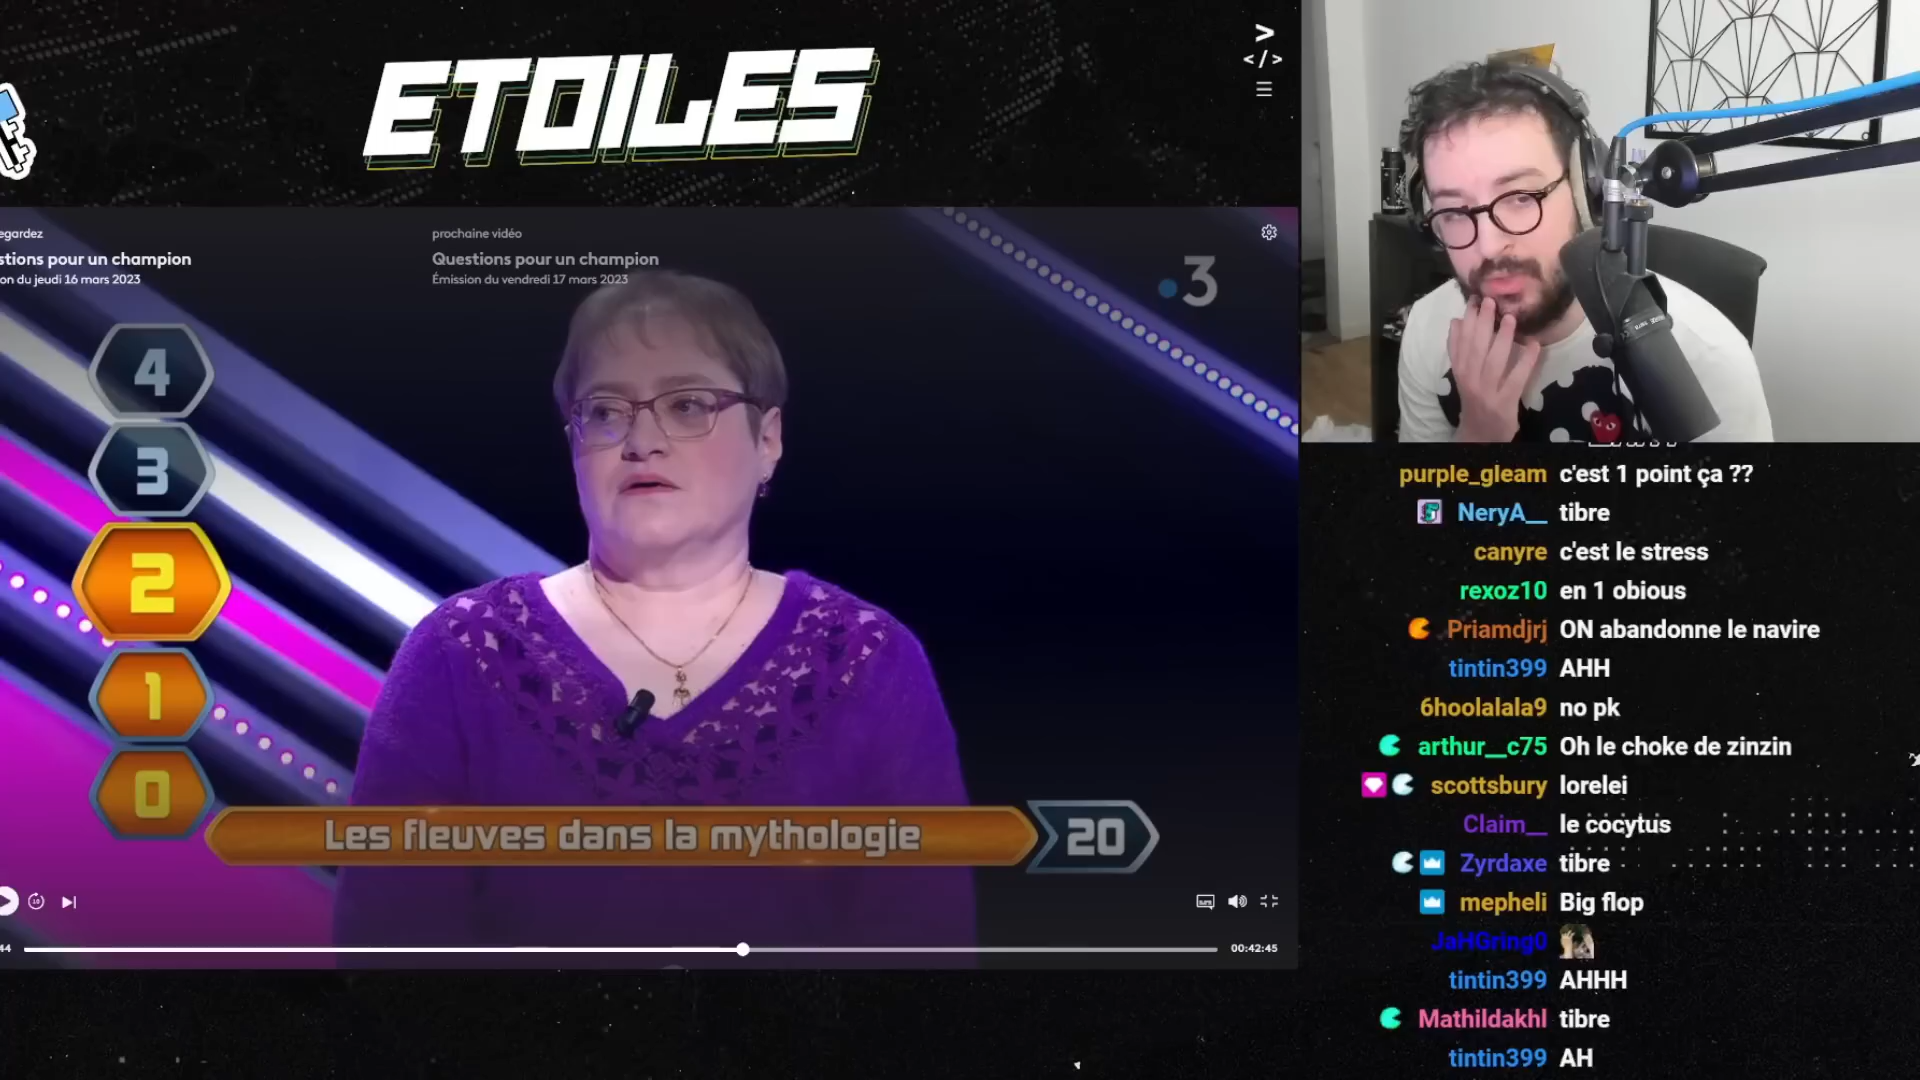 ETOILES
>
</>
egardez
stions pour un champion
on du jeudi 16 mars 2023
prochaine vidéo
Questions pour un champion
Émission du vendredi 17 mars 2023
3
4
3
2
1
0
Les fleuves dans la mythologie
20
10
44
00:42:45
purple_gleam c'est 1 point ça ??
NeryA__ tibre
canyre c'est le stress
rexoz10 en 1 obious
Priamdjrj ON abandonne le navire
tintin399 AHH
6hoolalala9 no pk
arthur__c75 Oh le choke de zinzin
scottsbury lorelei
Claim__ le cocytus
Zyrdaxe tibre
mepheli Big flop
JaHGring0
tintin399 AHHH
Mathildakhl tibre
tintin399 AH